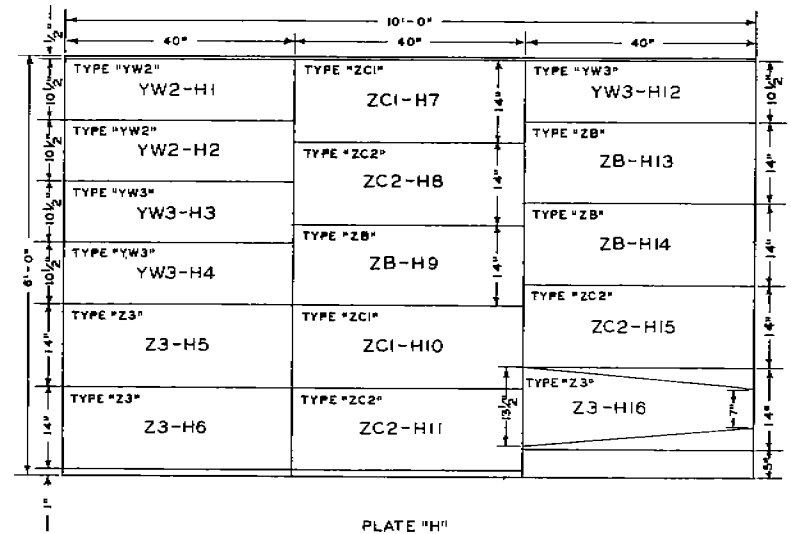 10'-0"
40" 40" 40"
4 1/2"
6'-0"
TYPE "YW2"
YW2-H1
10 1/2"
TYPE "YW2"
YW2-H2
10 1/2"
TYPE "YW3"
YW3-H3
10 1/2"
TYPE "YW3"
YW3-H4
10 1/2"
TYPE "Z3"
Z3-H5
14"
TYPE "Z3"
Z3-H6
14"
1"
TYPE "ZC1"
ZC1-H7
14"
TYPE "ZC2"
ZC2-H8
14"
TYPE "ZB"
ZB-H9
14"
TYPE "ZC1"
ZC1-H10
TYPE "ZC2"
ZC2-H11
TYPE "YW3"
YW3-H12
10 1/2"
TYPE "ZB"
ZB-H13
14"
TYPE "ZB"
ZB-H14
14"
TYPE "ZC2"
ZC2-H15
14"
TYPE "Z3"
Z3-H16
13 1/2"
7"
14"
PLATE "H"